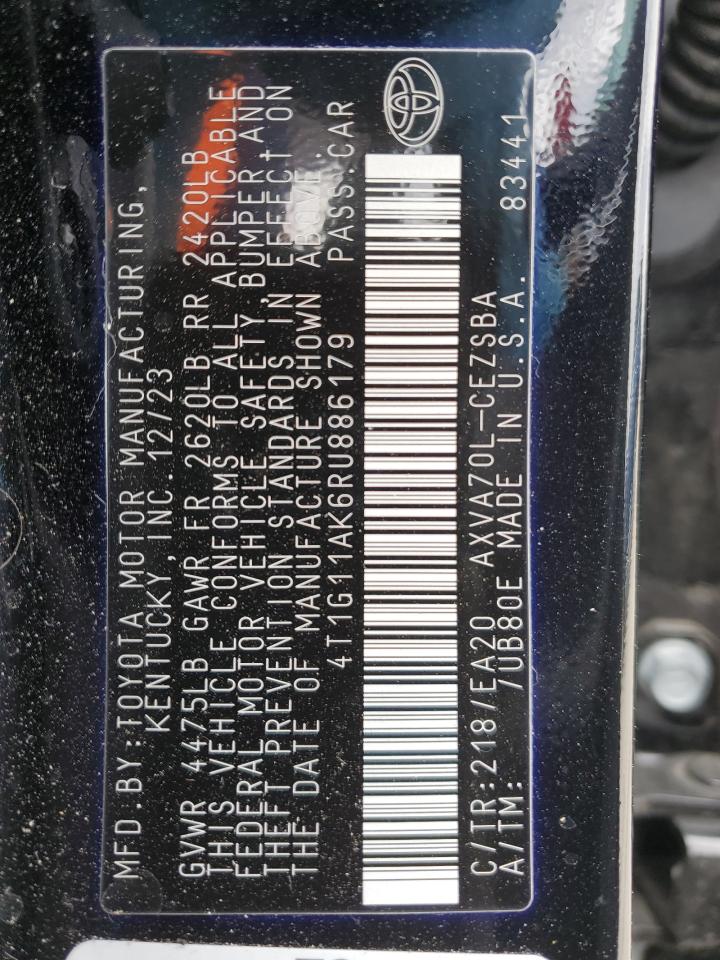 MFD.BY:TOYOTA MOTOR MANUFACTURING,
KENTUCKY,INC.12/23
GVWR 4475LB GAWR FR 2620LB RR 2420LB
THIS VEHICLE CONFORMS TO ALL APPLICABLE
FEDERAL MOTOR VEHICLE SAFETY,BUMPER,AND
THEFT PREVENTION STANDARDS IN EFFECT ON
THE DATE OF MANUFACTURE SHOWN ABOVE.
4T1G11AK6RU886179 PASS.CAR
C/TR:218/EA20 AXVA70L-CEZSBA
A/TM: /UB80E MADE IN U.S.A. 83441